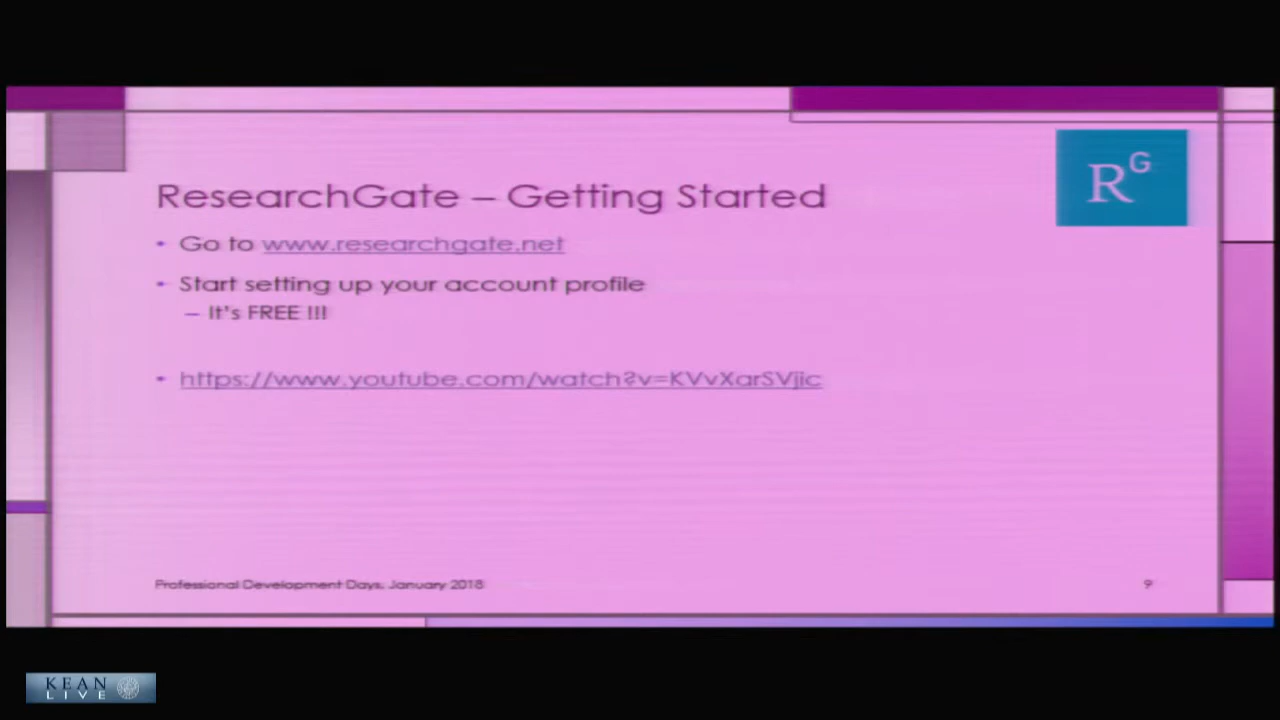 RG
ResearchGate – Getting Started
• Go to www.researchgate.net
• Start setting up your account profile
– It's FREE !!!
• https://www.youtube.com/watch?v=KVvXarSVjic
Professional Development Days, January 2018
9
KEAN
LIVE